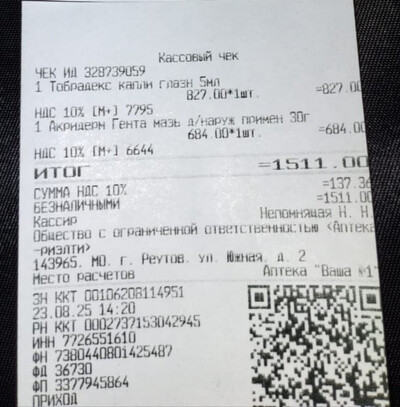 Кассовый чек
ЧЕК ИД 328739059
1 Тобрадекс капли глазн 5мл
827.00*1шт. =827.00
НДС 10% [М+] 7795
1 Акридерм Гента мазь д/наруж примен 30г
684.00*1шт. =684.00
НДС 10% [М+] 6644
ИТОГ =1511.00
СУММА НДС 10% =137.36
БЕЗНАЛИЧНЫМИ =1511.00
Кассир Непомнящая Н. Н.
Общество с ограниченной ответственностью <Аптека
-риэлти>
143965. МО. г. Реутов. ул. Южная. д. 2
Место расчетов Аптека "Ваша №1"
ЗН ККТ 00106208114951
23.08.25 14:20
РН ККТ 0002737153042945
ИНН 7726551610
ФН 7380440801425487
ФД 36730
ФП 3377945864
ПРИХОД